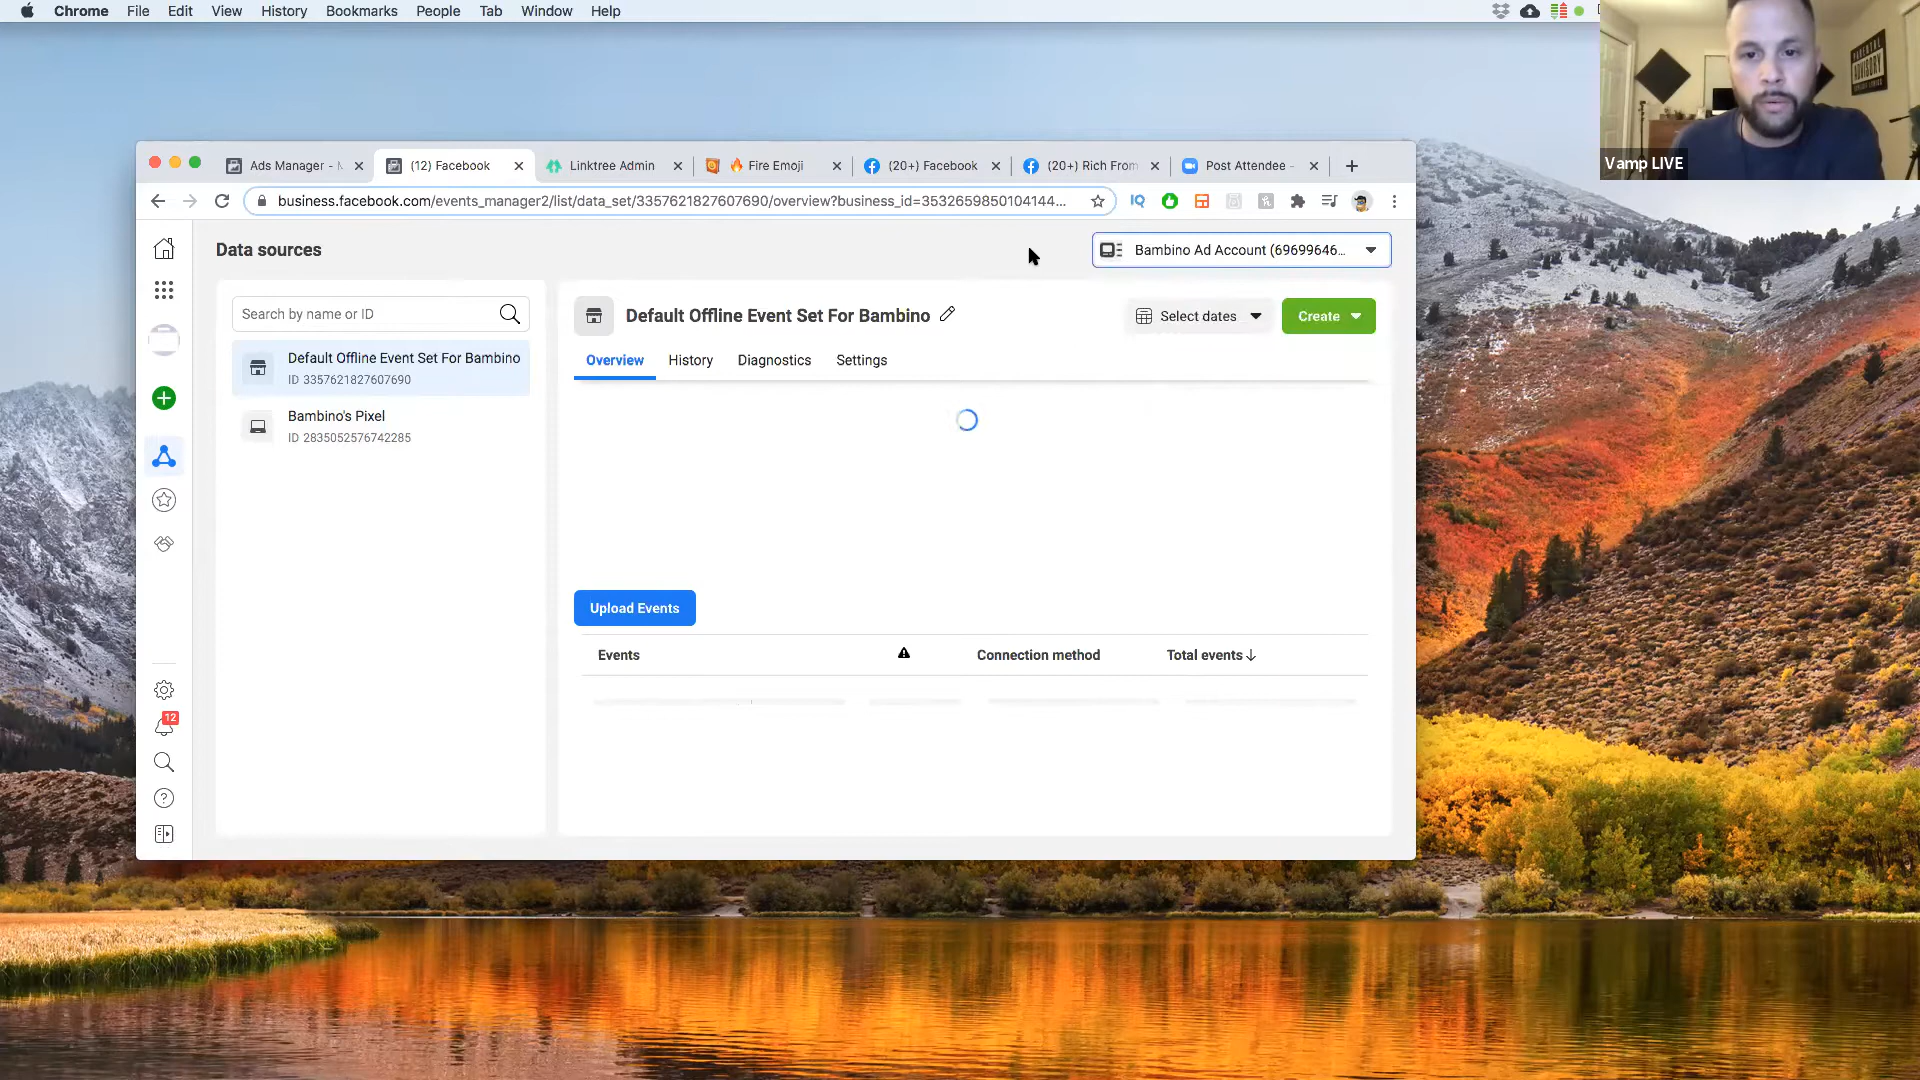 Chrome File Edit View History Bookmarks People Tab Window Help
PARENTAL
ADVISORY
Vamp LIVE
Ads Manager - (12) Facebook Linktree Admin 🔥 Fire Emoji (20+) Facebook (20+) Rich From Post Attendee -
business.facebook.com/events_manager2/list/data_set/3357621827607690/overview?business_id=3532659850104144...
IQ
Data sources
Bambino Ad Account (69699646...
Search by name or ID
Default Offline Event Set For Bambino
Select dates
Create
Default Offline Event Set For Bambino
ID 3357621827607690
Overview History Diagnostics Settings
Bambino's Pixel
ID 2835052576742285
Upload Events
Events Connection method Total events↓
12